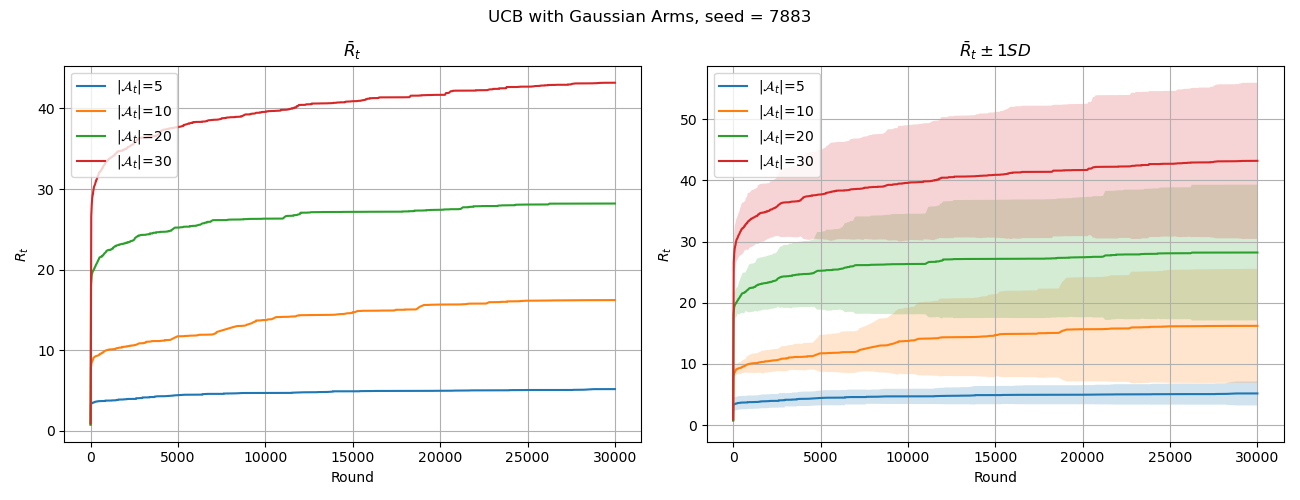 UCB with Gaussian Arms, seed = 7883
R̄ₜ
|𝒜ₜ|=5
|𝒜ₜ|=10
|𝒜ₜ|=20
|𝒜ₜ|=30
40
30
20
10
0
Rₜ
0 5000 10000 15000 20000 25000 30000
Round
R̄ₜ ± 1SD
|𝒜ₜ|=5
|𝒜ₜ|=10
|𝒜ₜ|=20
|𝒜ₜ|=30
50
40
30
20
10
0
Rₜ
0 5000 10000 15000 20000 25000 30000
Round